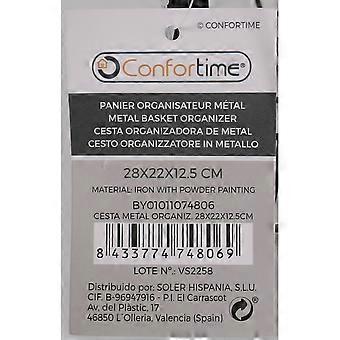 © CONFORTIME
Confortime®
PANIER ORGANISATEUR MÉTAL
METAL BASKET ORGANIZER
CESTA ORGANIZADORA DE METAL
CESTO ORGANIZZATORE IN METALLO
28X22X12.5 CM
MATERIAL: IRON WITH POWDER PAINTING
BY01011074806
CESTA METAL ORGANIZ. 28X22X12.5CM
8 433774 748069
LOTE N°.: VS2258
Distribuido por: SOLER HISPANIA, S.L.U.
CIF. B-96947916 - P.I. El Carrascot
Av. del Plàstic, 17
46850 L'Olleria, Valencia (Spain)